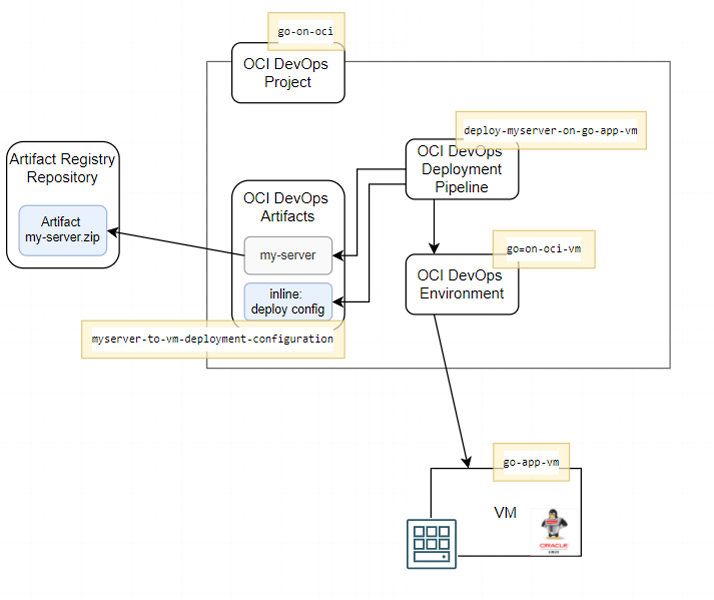 go-on-oci
OCI DevOps
Project
deploy-myserver-on-go-app-vm
OCI DevOps
Deployment
Pipeline
Artifact Registry
Repository
Artifact
my-server.zip
OCI DevOps
Artifacts
my-server
inline:
deploy config
go=on-oci-vm
OCI DevOps
Environment
myserver-to-vm-deployment-configuration
go-app-vm
VM
ORACLE